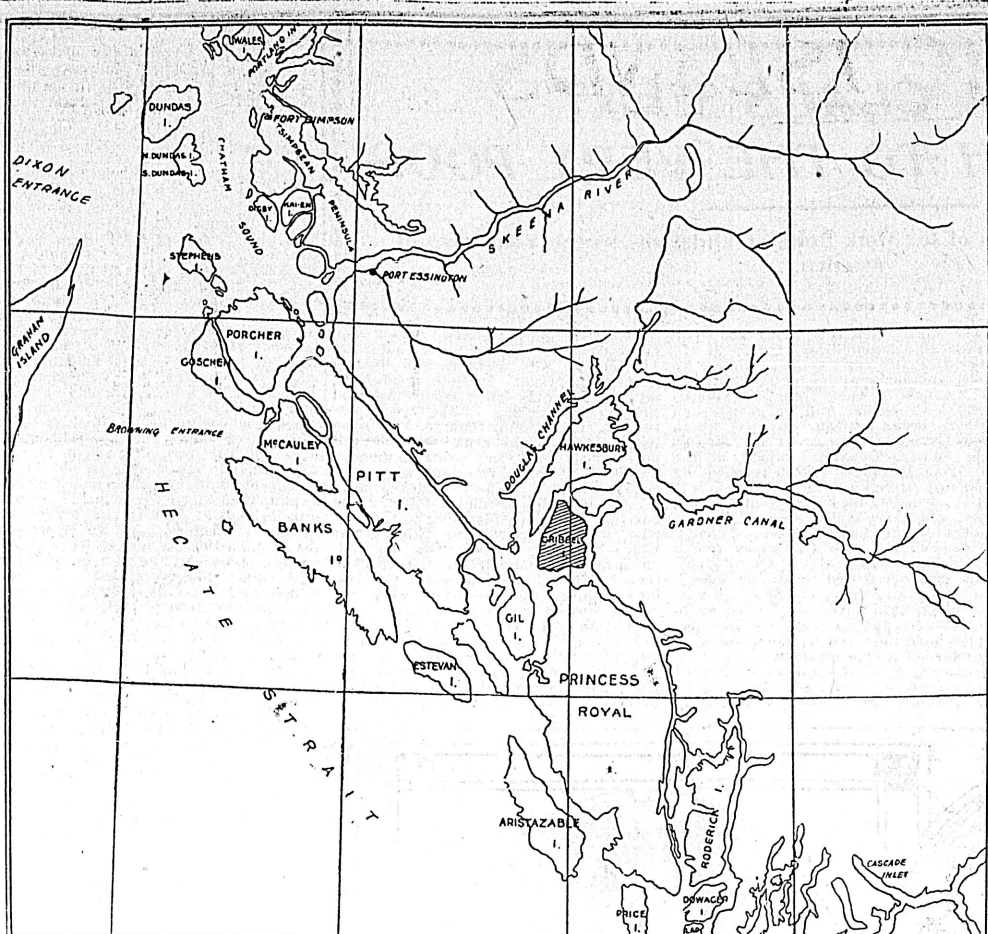 WALES
I.
PORTLAND IN
DUNDAS
I.
FORT SIMPSON
TSIMPSEAN
PENINSULA
N. DUNDAS I.
S. DUNDAS I.
CHATHAM
SOUND
DIXON
ENTRANCE
DIGBY
I.
KAI-EN
I.
SKEENA RIVER
STEPHENS
I.
PORT ESSINGTON
GRAHAM
ISLAND
PORCHER
I.
GOSCHEN
I.
BROWNING ENTRANCE
McCAULEY
I.
PITT
I.
DOUGLAS CHANNEL
HAWKESBURY
I.
GARDNER CANAL
HECATE
STRAIT
BANKS
I.
GRIBBEL
I.
GIL
I.
ESTEVAN
I.
PRINCESS
ROYAL
I.
ARISTAZABLE
I.
RODERICK I.
CASCADE
INLET
PRICE
I.
DOWAGER
I.